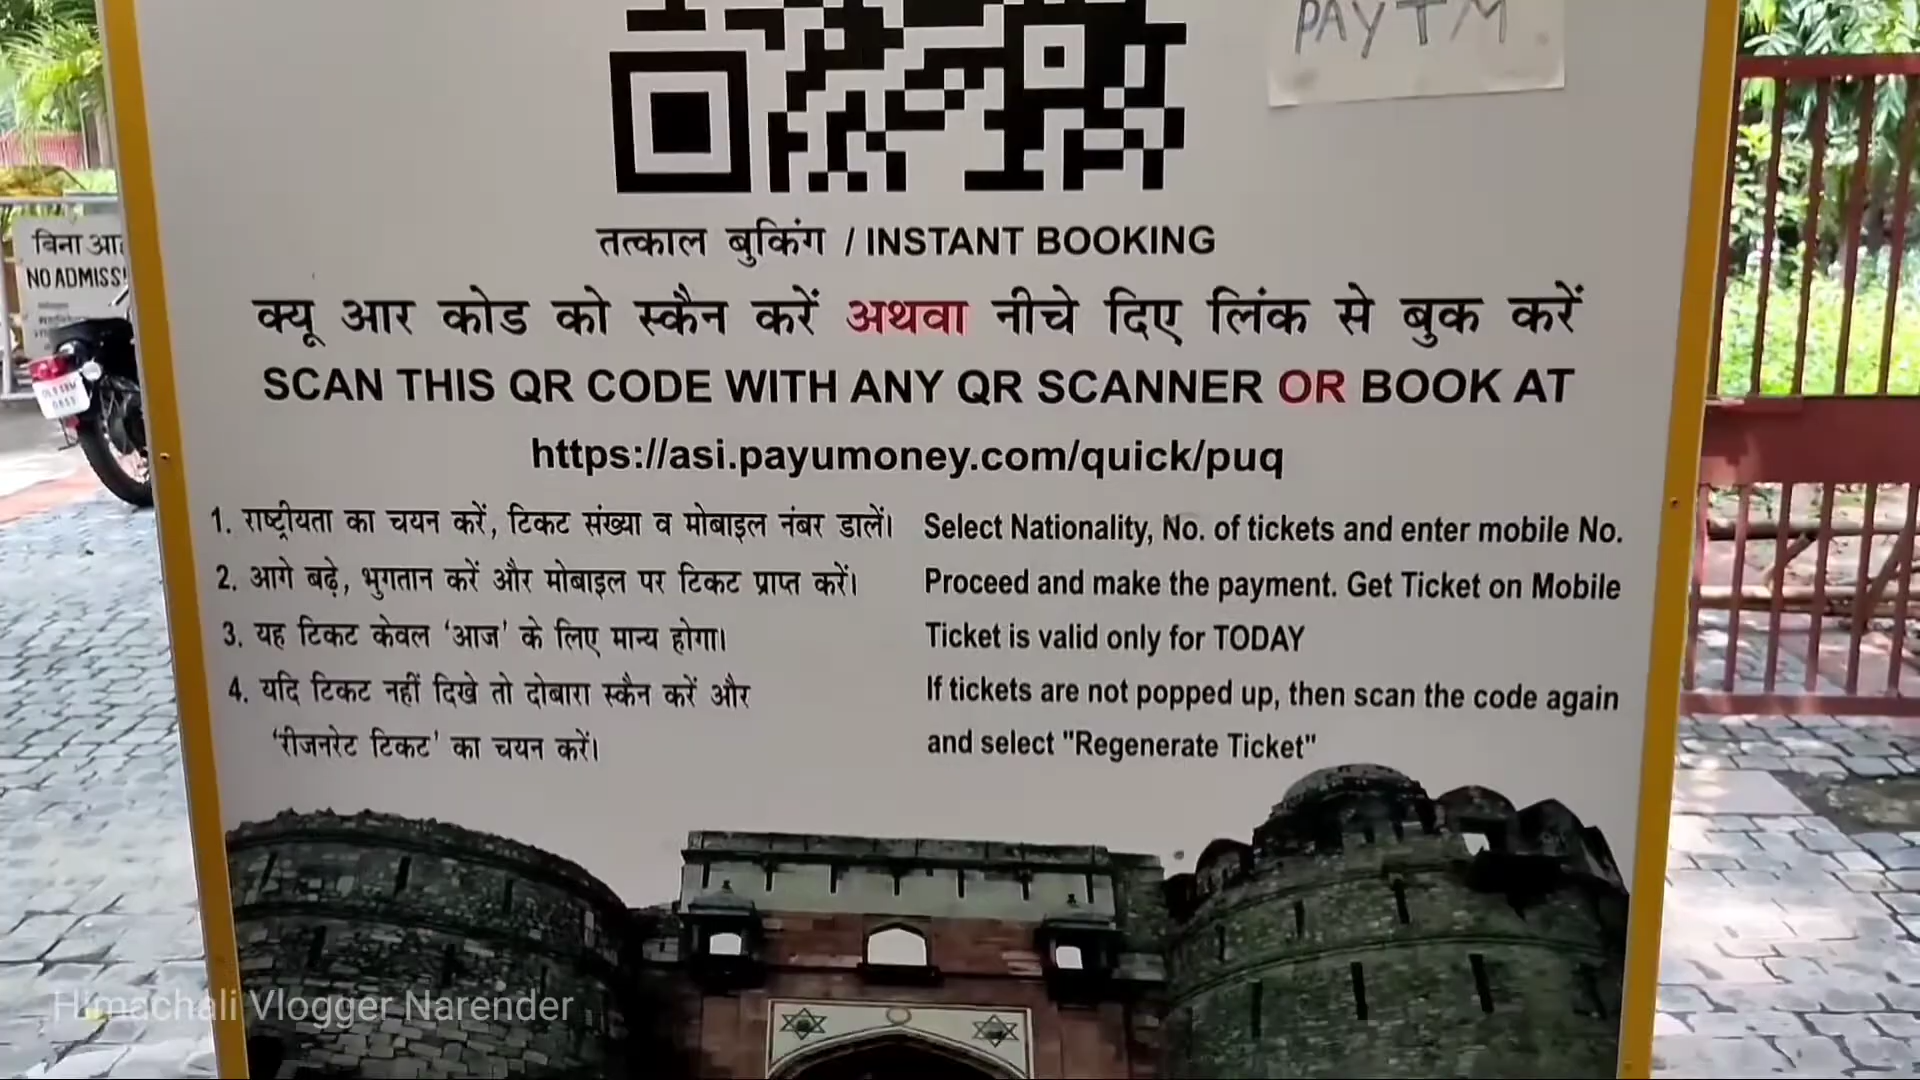 PAYTM
तत्काल बुकिंग / INSTANT BOOKING
क्यू आर कोड को स्कैन करें अथवा नीचे दिए लिंक से बुक करें
SCAN THIS QR CODE WITH ANY QR SCANNER OR BOOK AT
https://asi.payumoney.com/quick/puq
1. राष्ट्रीयता का चयन करें, टिकट संख्या व मोबाइल नंबर डालें।
Select Nationality, No. of tickets and enter mobile No.
2. आगे बढ़े, भुगतान करें और मोबाइल पर टिकट प्राप्त करें।
Proceed and make the payment. Get Ticket on Mobile
3. यह टिकट केवल ‘आज’ के लिए मान्य होगा।
Ticket is valid only for TODAY
4. यदि टिकट नहीं दिखे तो दोबारा स्कैन करें और
‘रीजनरेट टिकट’ का चयन करें।
If tickets are not popped up, then scan the code again
and select "Regenerate Ticket"
बिना
NO ADMISS
Himachali Vlogger Narender